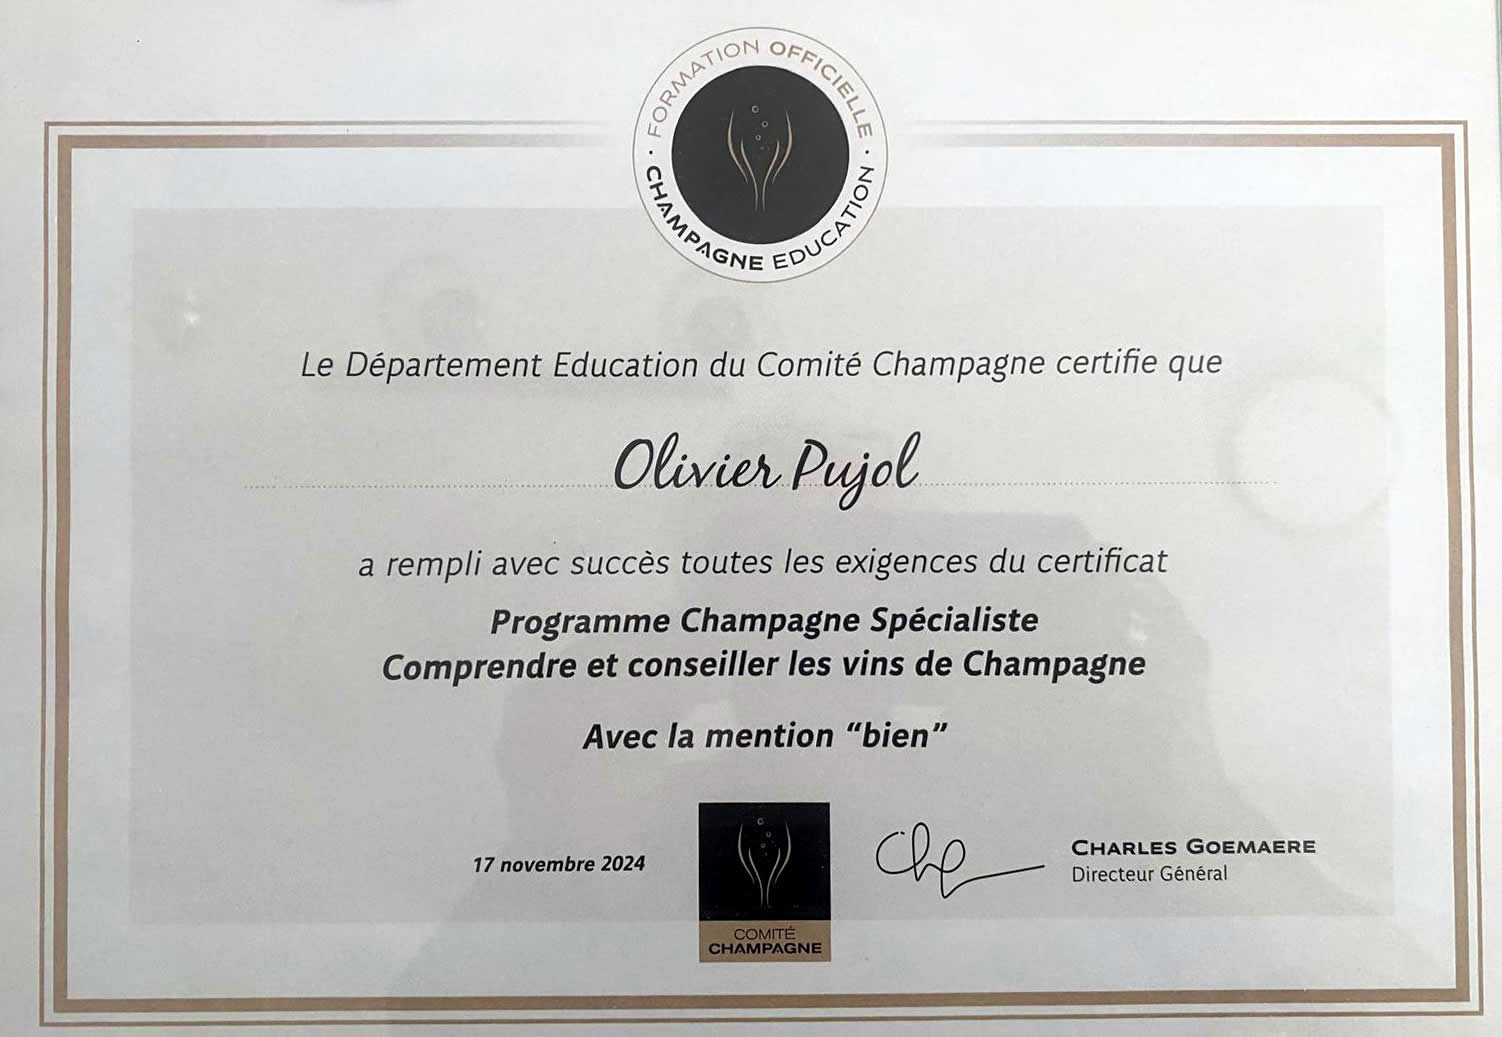 FORMATION OFFICIELLE
CHAMPAGNE EDUCATION
Le Département Education du Comité Champagne certifie que
Olivier Pujol
a rempli avec succès toutes les exigences du certificat
Programme Champagne Spécialiste
Comprendre et conseiller les vins de Champagne
Avec la mention “bien”
17 novembre 2024
COMITÉ
CHAMPAGNE
CHARLES GOEMAERE
Directeur Général